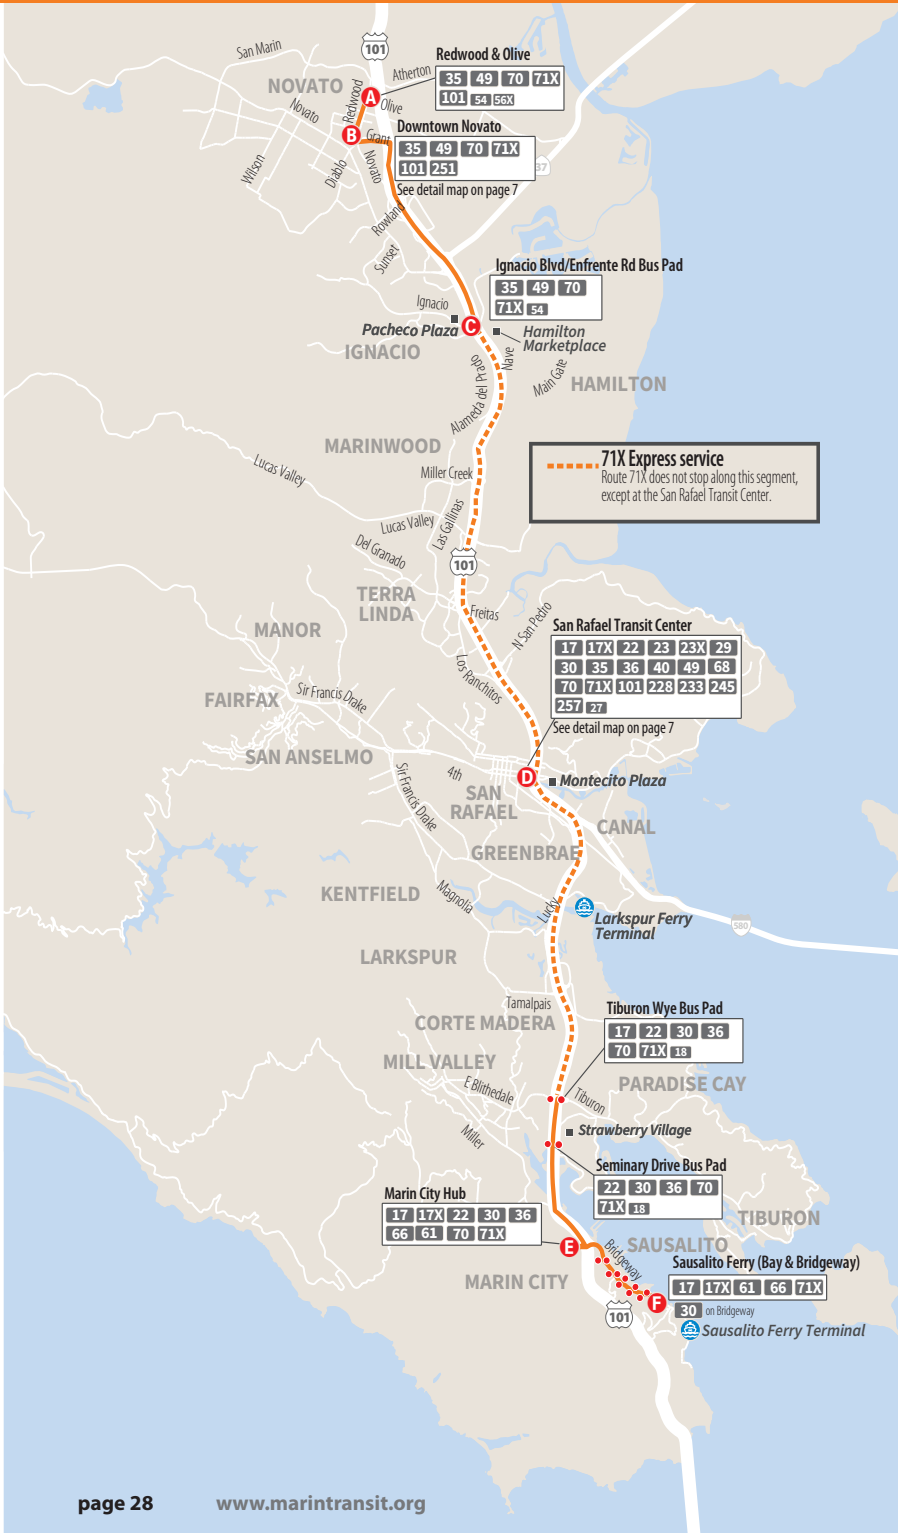 101
San Marin
Redwood & Olive
Atherton
35 49 70 71X
101 54 56X
NOVATO
Redwood
A
Olive
Novato
B
Grant
Downtown Novato
35 49 70 71X
101 251
See detail map on page 7
37
Wilson
Diablo
Novato
Rowland
Sunset
Ignacio Blvd/Enfrente Rd Bus Pad
35 49 70
71X 54
Ignacio
Pacheco Plaza
C
Hamilton
Marketplace
IGNACIO
Nave
Alameda del Prado
Main Gate
HAMILTON
MARINWOOD
71X Express service
Route 71X does not stop along this segment,
except at the San Rafael Transit Center.
Lucas Valley
Miller Creek
Las Gallinas
Lucas Valley
Del Granado
101
TERRA
LINDA
Freitas
N San Pedro
MANOR
San Rafael Transit Center
17 17X 22 23 23X 29
30 35 36 40 49 68
70 71X 101 228 233 245
257 27
See detail map on page 7
Los Ranchitos
FAIRFAX
Sir Francis Drake
SAN ANSELMO
4th
D
Montecito Plaza
Sir Francis Drake
SAN
RAFAEL
CANAL
GREENBRAE
KENTFIELD
Magnolia
Lucky
Larkspur Ferry
Terminal
580
LARKSPUR
Tamalpais
CORTE MADERA
Tiburon Wye Bus Pad
17 22 30 36
70 71X 18
MILL VALLEY
PARADISE CAY
E Blithedale
Tiburon
Miller
Strawberry Village
Seminary Drive Bus Pad
22 30 36 70
71X 18
Marin City Hub
17 17X 22 30 36
66 61 70 71X
TIBURON
E
Bridgeway
SAUSALITO
Sausalito Ferry (Bay & Bridgeway)
17 17X 61 66 71X
30 on Bridgeway
MARIN CITY
F
101
Sausalito Ferry Terminal
page 28 www.marintransit.org